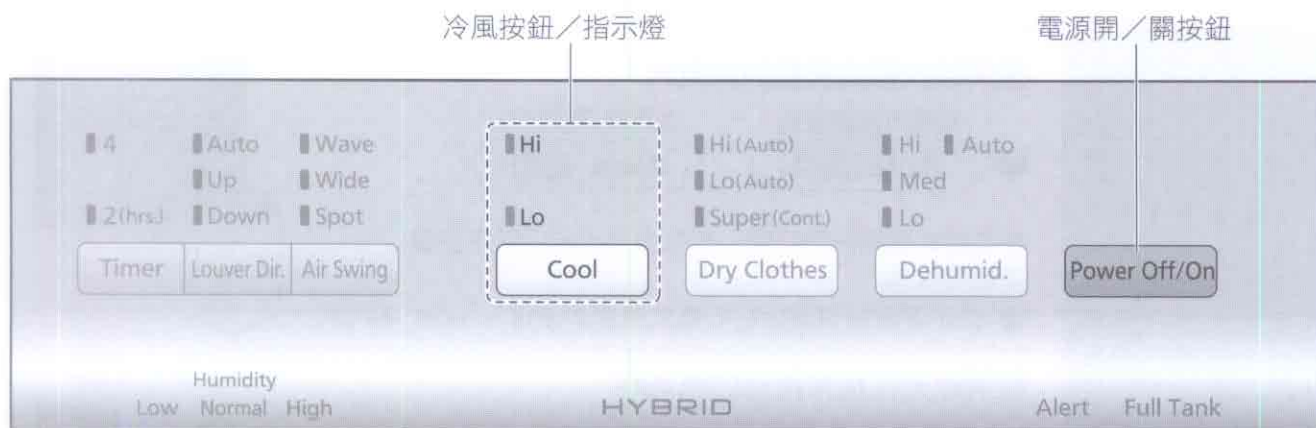 冷風按鈕／指示燈 電源開／關按鈕
4 Auto Wave Hi Hi (Auto) Hi Auto
Up Wide Lo(Auto) Med
2(hrs.) Down Spot Lo Super(Cont.) Lo
Timer Louver Dir. Air Swing Cool Dry Clothes Dehumid. Power Off/On
Humidity
Low Normal High HYBRID Alert Full Tank